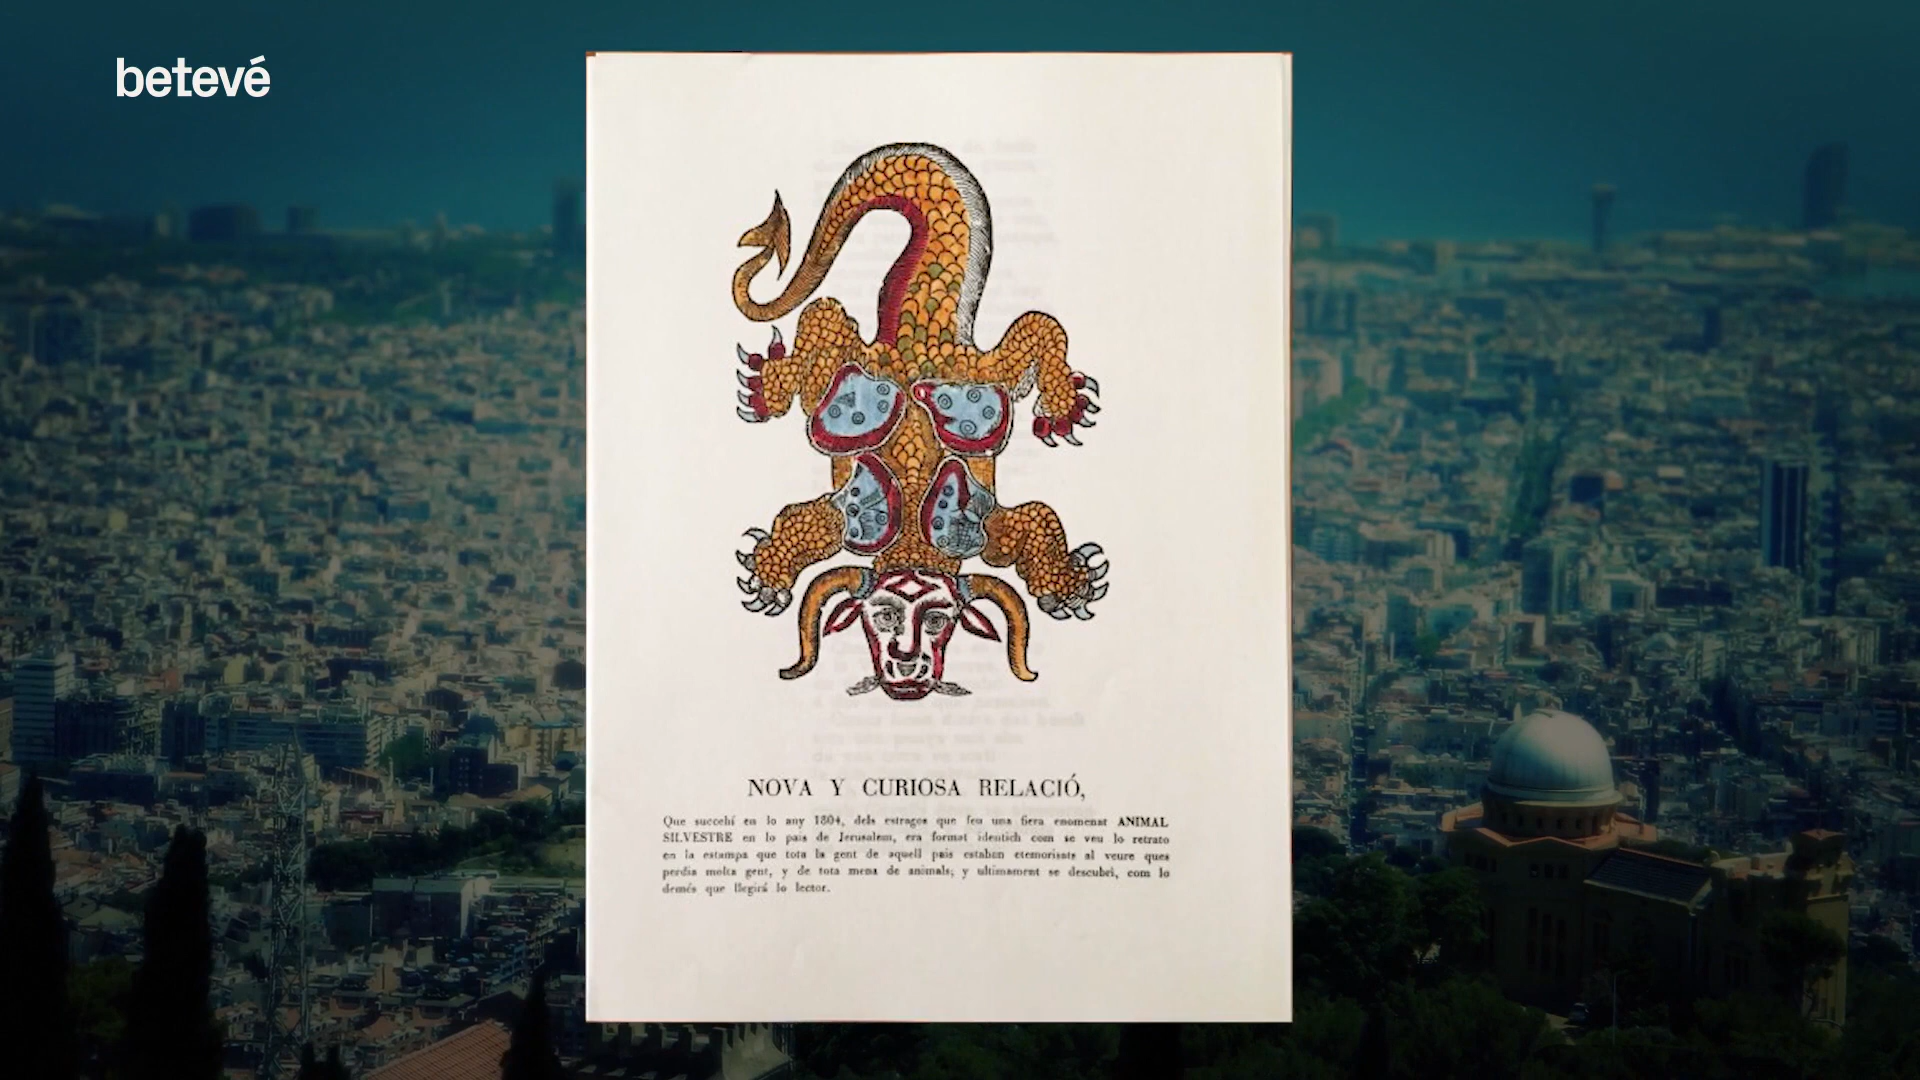 betevé
NOVA Y CURIOSA RELACIÓ,
Que succehí en lo any 1804, dels estragos que feu una fiera enomenat ANIMAL
SILVESTRE en lo pais de Jerusalem, era format identich com se veu lo retrato
en la estampa que tota la gent de aquell pais estaban etemorisats al veure ques
perdia molta gent, y de tota mena de animals; y ultimament se descubrí, com lo
demés que llegirá lo lector.